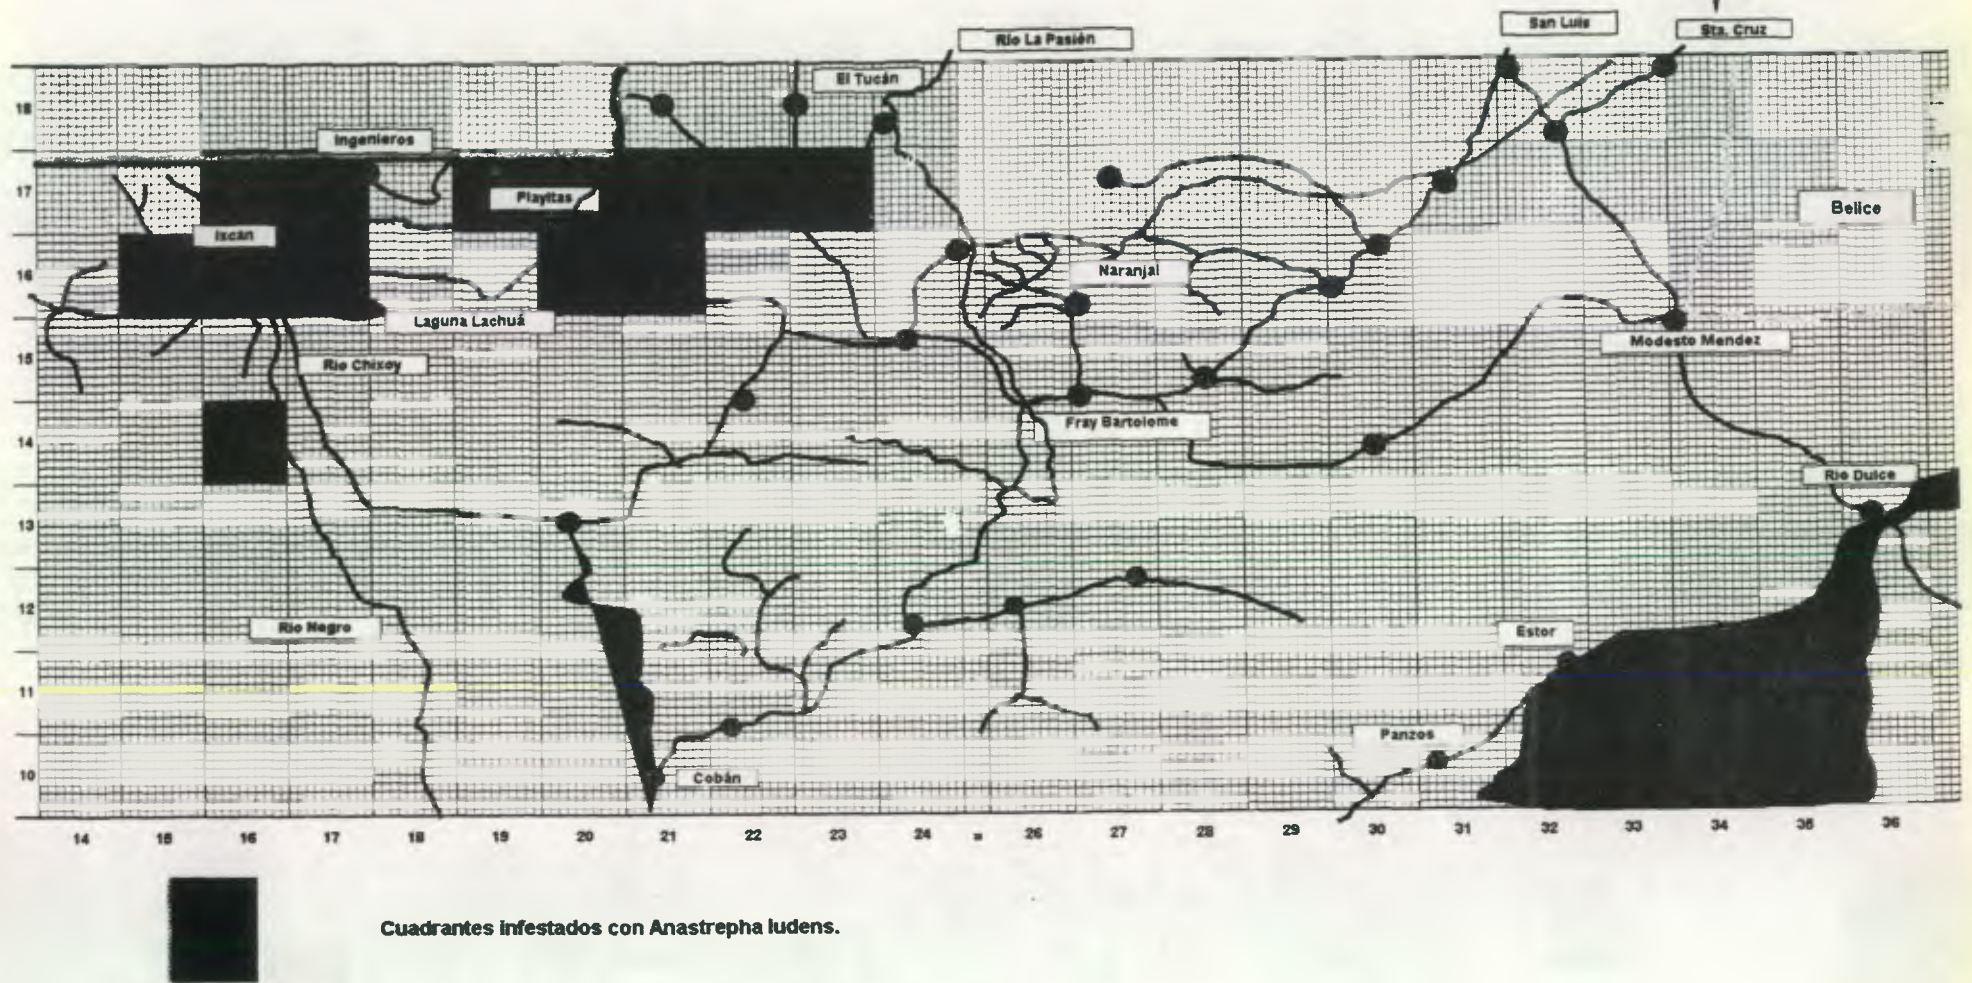 San Luis
Sta. Cruz
Río La Pasión
El Tucán
18
Ingenieros
17
Playitas
Belice
Ixcán
16
Naranjal
Laguna Lachuá
Modesto Mendez
15
Río Chixoy
Fray Bartolome
14
Rio Dulce
13
12
Rio Negro
Estor
11
Panzos
10
Cobán
14 15 16 17 18 19 20 21 22 23 24 26 27 28 29 30 31 32 33 34 35 36
Cuadrantes infestados con Anastrepha ludens.